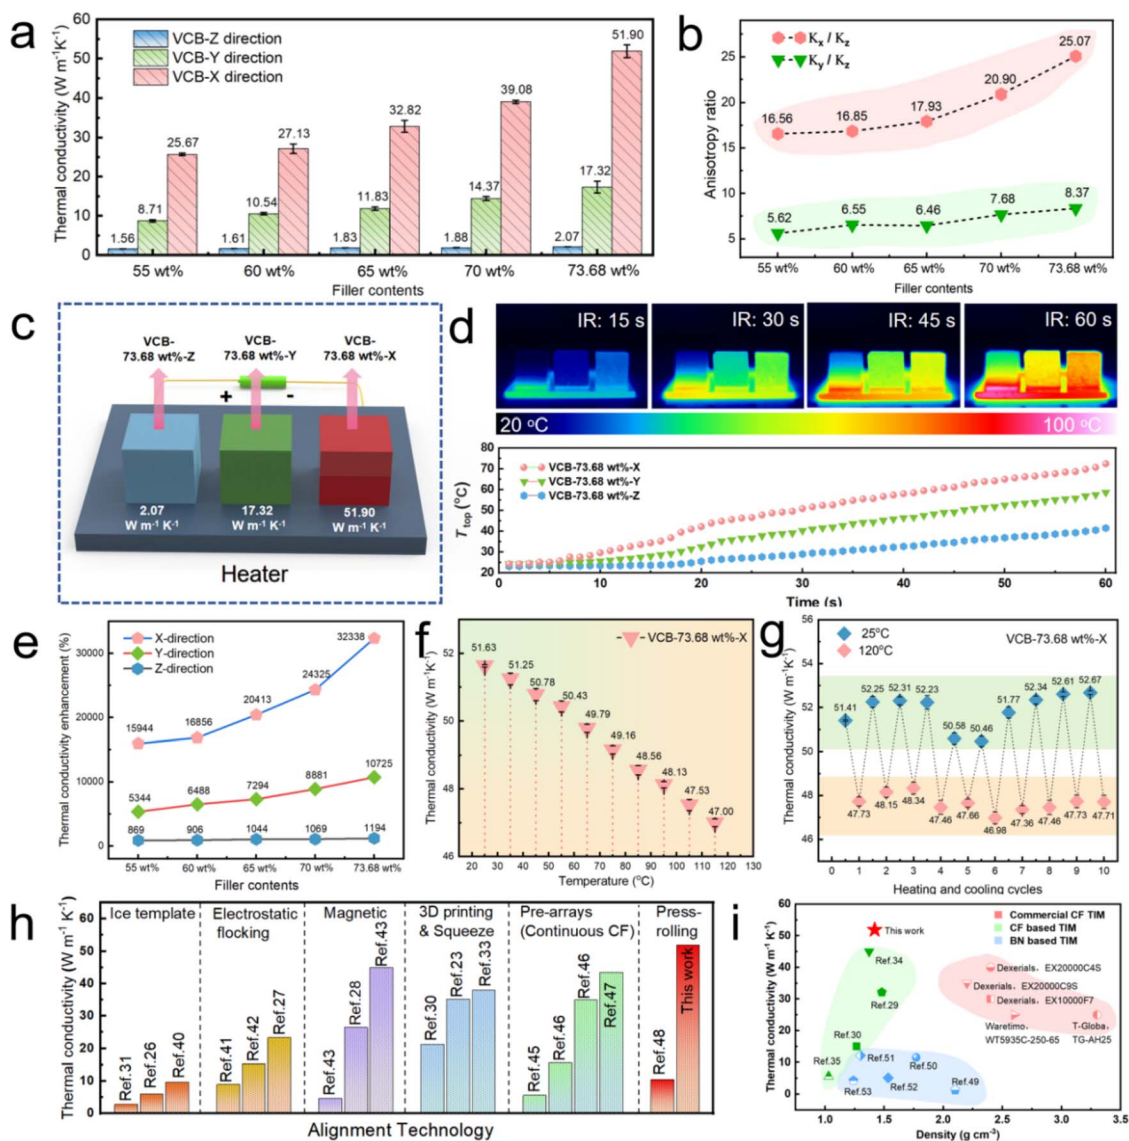 a
Thermal conductivity (W m⁻¹K⁻¹)
60
50
40
30
20
10
0
VCB-Z direction
VCB-Y direction
VCB-X direction
1.56
8.71
25.67
1.61
10.54
27.13
1.83
11.83
32.82
1.88
14.37
39.08
2.07
17.32
51.90
55 wt%
60 wt%
65 wt%
70 wt%
73.68 wt%
Filler contents
b
Anisotropy ratio
25
20
15
10
5
Kx / Kz
Ky / Kz
16.56
16.85
17.93
20.90
25.07
5.62
6.55
6.46
7.68
8.37
55 wt%
60 wt%
65 wt%
70 wt%
73.68 wt%
Filler contents
c
VCB-
73.68 wt%-Z
VCB-
73.68 wt%-Y
VCB-
73.68 wt%-X
+
-
2.07
W m⁻¹ K⁻¹
17.32
W m⁻¹ K⁻¹
51.90
W m⁻¹ K⁻¹
Heater
d
IR: 15 s
IR: 30 s
IR: 45 s
IR: 60 s
20 °C
100 °C
Ttop (°C)
80
70
60
50
40
30
20
VCB-73.68 wt%-X
VCB-73.68 wt%-Y
VCB-73.68 wt%-Z
0
10
20
30
40
50
60
Time (s)
e
Thermal conductivity enhancement (%)
30000
20000
10000
0
X-direction
Y-direction
Z-direction
15944
16856
20413
24325
32338
5344
6488
7294
8881
10725
869
906
1044
1069
1194
55 wt%
60 wt%
65 wt%
70 wt%
73.68 wt%
Filler contents
f
Thermal conductivity (W m⁻¹K⁻¹)
52
50
48
46
VCB-73.68 wt%-X
51.63
51.25
50.78
50.43
49.79
49.16
48.56
48.13
47.53
47.00
20
30
40
50
60
70
80
90
100
110
120
130
Temperature (°C)
g
Thermal conductivity (W m⁻¹K⁻¹)
56
54
52
50
48
46
25°C
120°C
VCB-73.68 wt%-X
51.41
52.25
52.31
52.23
50.58
50.46
51.77
52.34
52.61
52.67
47.73
48.15
48.34
47.46
47.66
46.98
47.36
47.46
47.73
47.71
0
1
2
3
4
5
6
7
8
9
10
Heating and cooling cycles
h
Thermal conductivity (W m⁻¹ K⁻¹)
60
50
40
30
20
10
0
Ice template
Ref.31
Ref.26
Ref.40
Electrostatic
flocking
Ref.41
Ref.42
Ref.27
Magnetic
Ref.43
Ref.28
Ref.43
3D printing
& Squeeze
Ref.30
Ref.23
Ref.33
Pre-arrays
(Continuous CF)
Ref.45
Ref.46
Ref.46
Ref.47
Press-
rolling
Ref.48
This work
Alignment Technology
i
Thermal conductivity (W m⁻¹ K⁻¹)
60
50
40
30
20
10
0
Commercial CF TIM
CF based TIM
BN based TIM
This work
Ref.34
Ref.29
Ref.30
Ref.35
Ref.51
Ref.50
Ref.53
Ref.52
Ref.49
Dexerials, EX20000C4S
Dexerials, EX20000C9S
Dexerials, EX10000F7
Waretimo,
WT5935C-250-65
T-Global,
TG-AH25
1.0
1.5
2.0
2.5
3.0
3.5
Density (g cm⁻³)